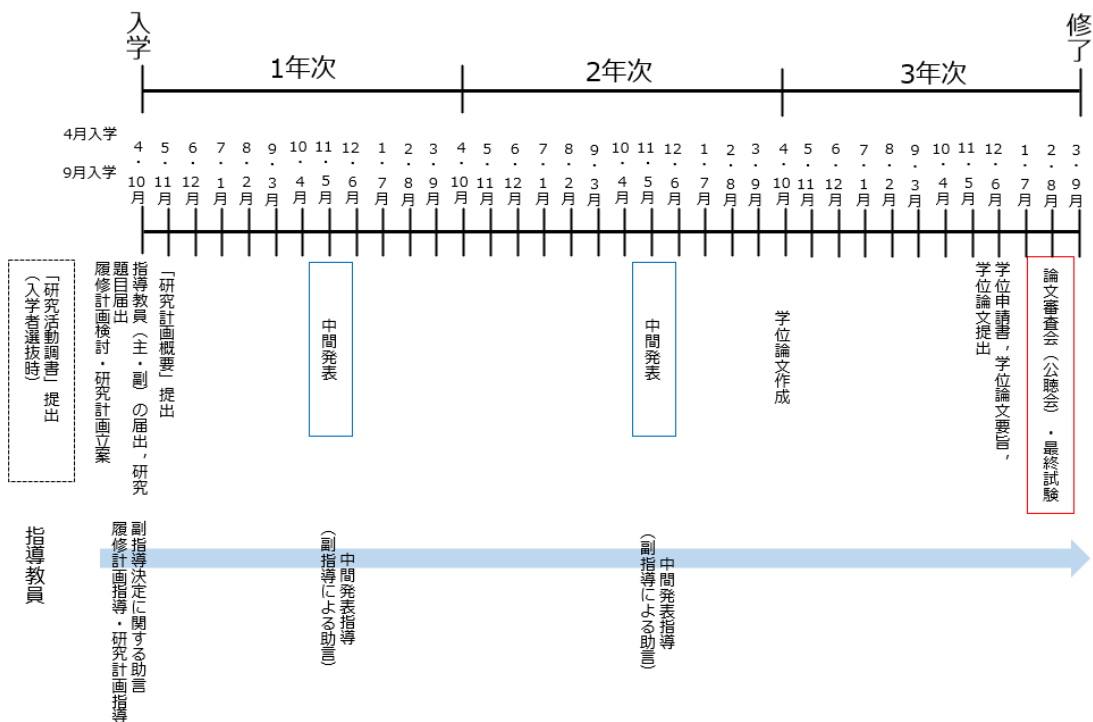 入学
修了
1年次
2年次
3年次
4月入学
4 5 6 7 8 9 10 11 12 1 2 3 4 5 6 7 8 9 10 11 12 1 2 3 4 5 6 7 8 9 10 11 12 1 2 3
・ ・ ・ ・ ・ ・ ・ ・ ・ ・ ・ ・ ・ ・ ・ ・ ・ ・ ・ ・ ・ ・ ・ ・ ・ ・ ・ ・ ・ ・ ・ ・ ・ ・ ・ ・
9月入学
10月 11月 12月 1月 2月 3月 4月 5月 6月 7月 8月 9月 10月 11月 12月 1月 2月 3月 4月 5月 6月 7月 8月 9月 10月 11月 12月 1月 2月 3月 4月 5月 6月 7月 8月 9月
「研究活動調書」提出
（入学者選抜時）
指導教員（主・副）の届出，研究
題目届出
履修計画検討・研究計画立案
「研究計画概要」提出
中間発表
中間発表
学位論文作成
学位申請書，学位論文要旨，
学位論文提出
論文審査会（公聴会）・最終試験
指導教員
副指導決定に関する助言
履修計画指導・研究計画指導
中間発表指導
（副指導による助言）
中間発表指導
（副指導による助言）